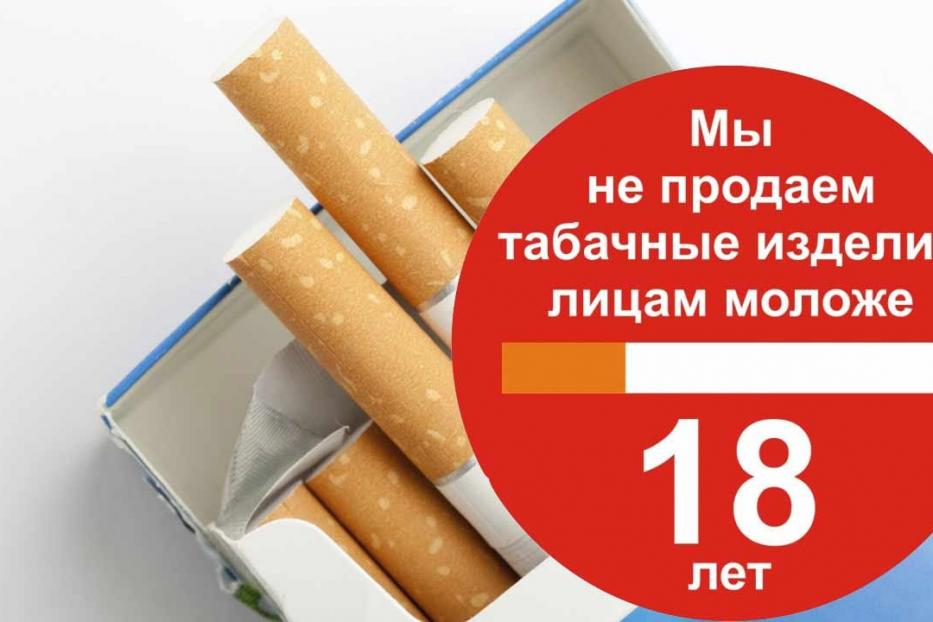 Мы
не продаем
табачные издели
лицам моложе
18
лет